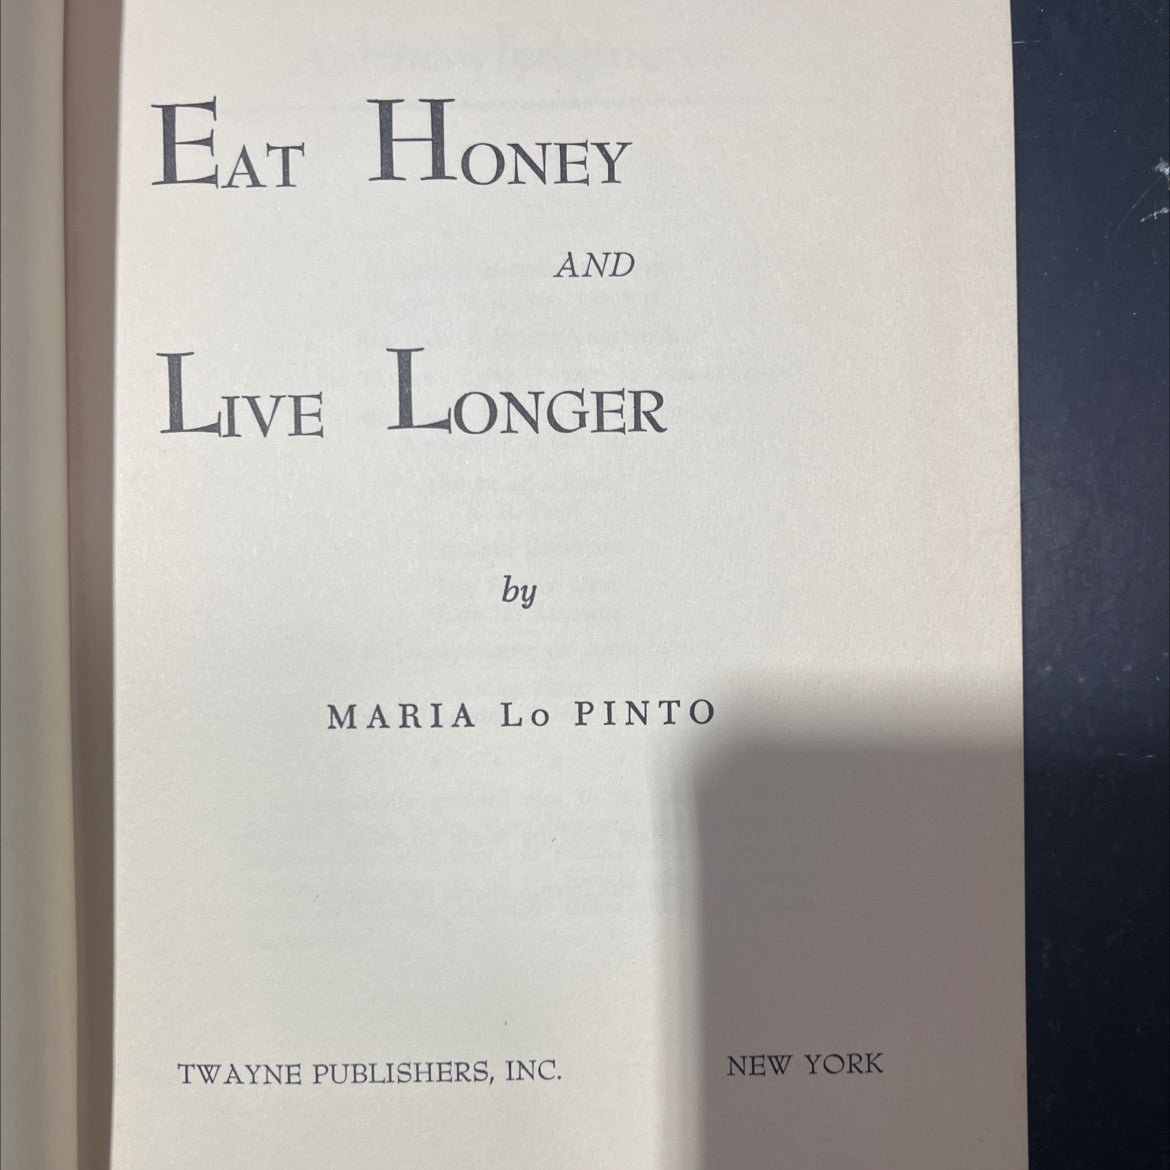 EAT HONEY
AND
LIVE LONGER
by
MARIA Lo PINTO
TWAYNE PUBLISHERS, INC. NEW YORK